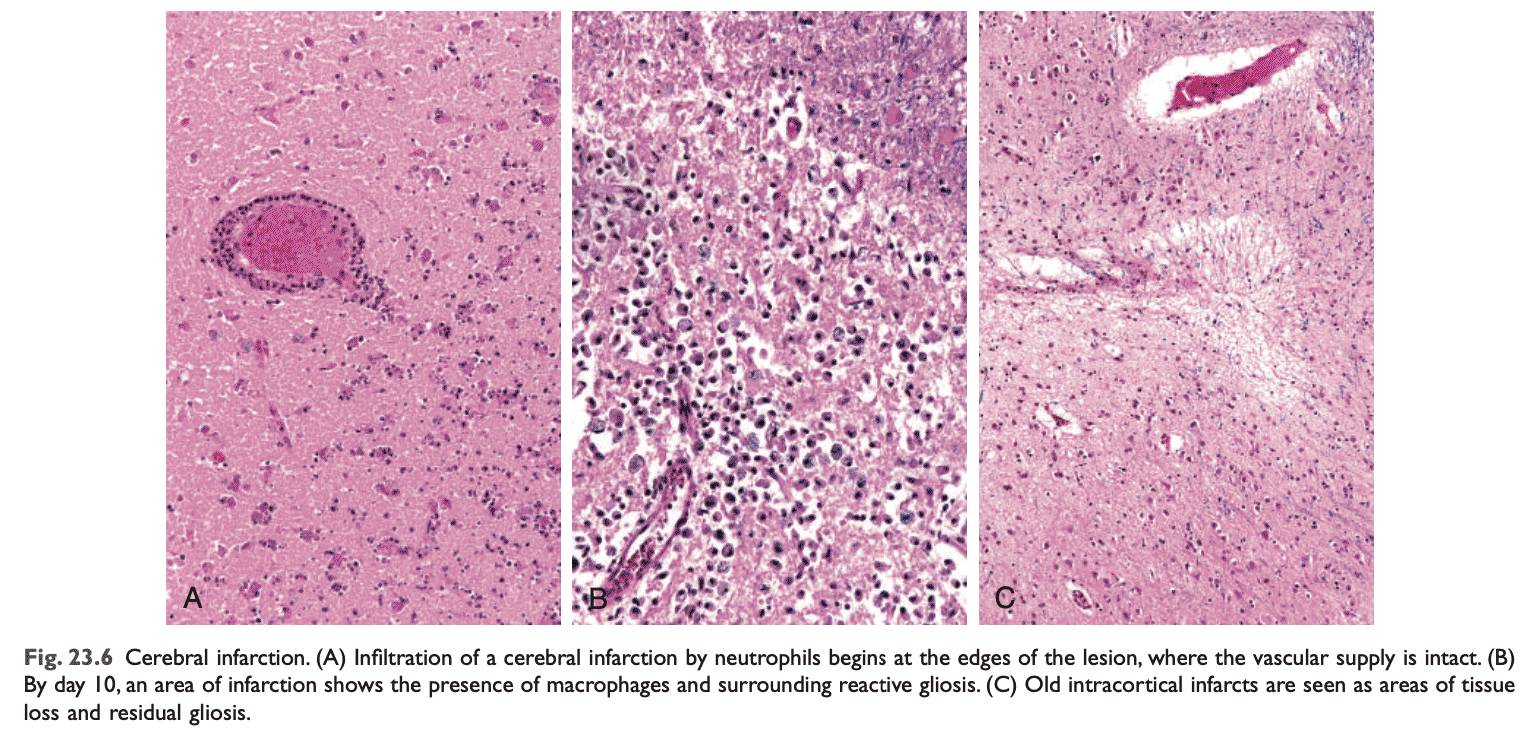 A
B
C
Fig. 23.6 Cerebral infarction. (A) Infiltration of a cerebral infarction by neutrophils begins at the edges of the lesion, where the vascular supply is intact. (B)
By day 10, an area of infarction shows the presence of macrophages and surrounding reactive gliosis. (C) Old intracortical infarcts are seen as areas of tissue
loss and residual gliosis.